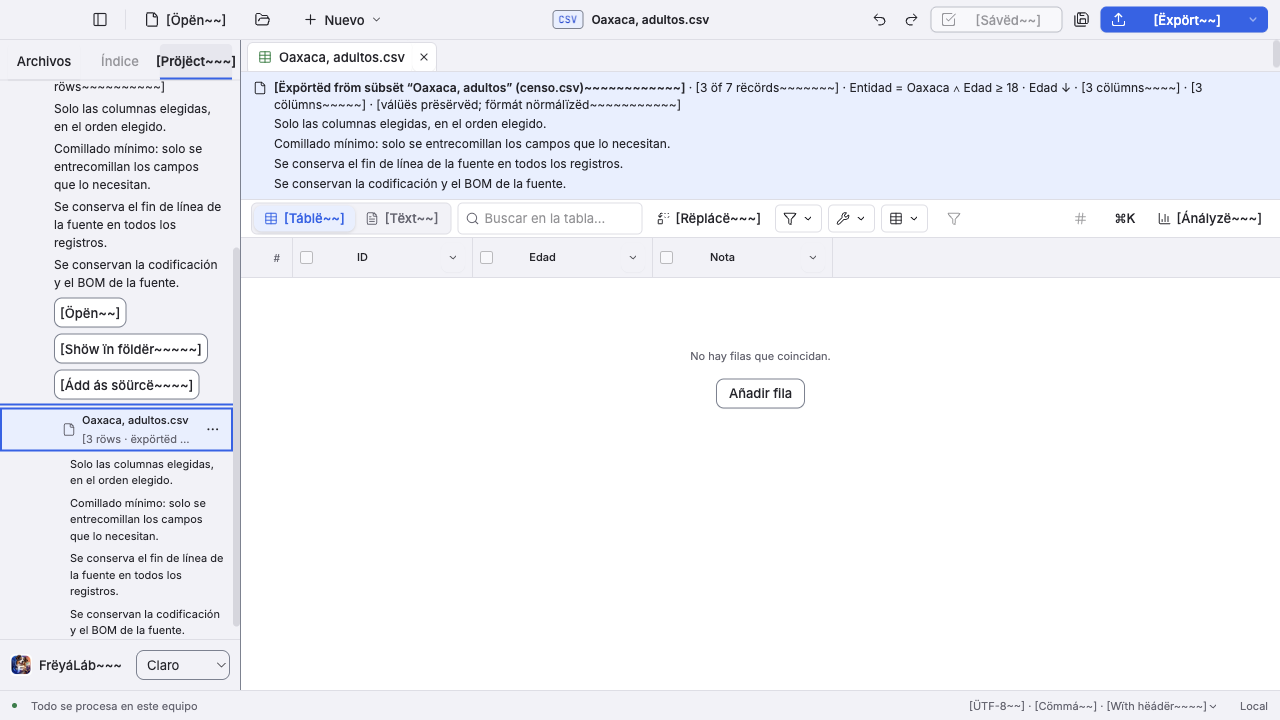 [Öpën~~]
Nuevo
CSV Oaxaca, adultos.csv
[Sávëd~~]
[Ëxpört~~]
Archivos Índice [Pröjëct~~~]
röws~~~~~~~~~~]
Solo las columnas elegidas,
en el orden elegido.
Comillado mínimo: solo se
entrecomillan los campos
que lo necesitan.
Se conserva el fin de línea de
la fuente en todos los
registros.
Se conservan la codificación
y el BOM de la fuente.
[Öpën~~]
[Shöw ïn földër~~~~~]
[Ádd ás söürcë~~~~]
Oaxaca, adultos.csv
[3 röws · ëxpörtëd ...
Solo las columnas elegidas,
en el orden elegido.
Comillado mínimo: solo se
entrecomillan los campos
que lo necesitan.
Se conserva el fin de línea de
la fuente en todos los
registros.
Se conservan la codificación
y el BOM de la fuente.
FrëyáLáb~~~ Claro
Oaxaca, adultos.csv
[Ëxpörtëd fröm sübsët “Oaxaca, adultos” (censo.csv)~~~~~~~~~~~~] · [3 öf 7 rëcörds~~~~~~~] · Entidad = Oaxaca ∧ Edad ≥ 18 · Edad ↓ · [3 cölümns~~~~] · [3
cölümns~~~~~] · [válüës prësërvëd; förmát nörmálïzëd~~~~~~~~~~~]
Solo las columnas elegidas, en el orden elegido.
Comillado mínimo: solo se entrecomillan los campos que lo necesitan.
Se conserva el fin de línea de la fuente en todos los registros.
Se conservan la codificación y el BOM de la fuente.
[Táblë~~] [Tëxt~~] Buscar en la tabla... [Rëplácë~~~] # ⌘K [Ánályzë~~~]
# ID Edad Nota
No hay filas que coincidan.
Añadir fila
Todo se procesa en este equipo
[ÜTF-8~~] · [Cömmá~~] · [Wïth hëádër~~~~] Local